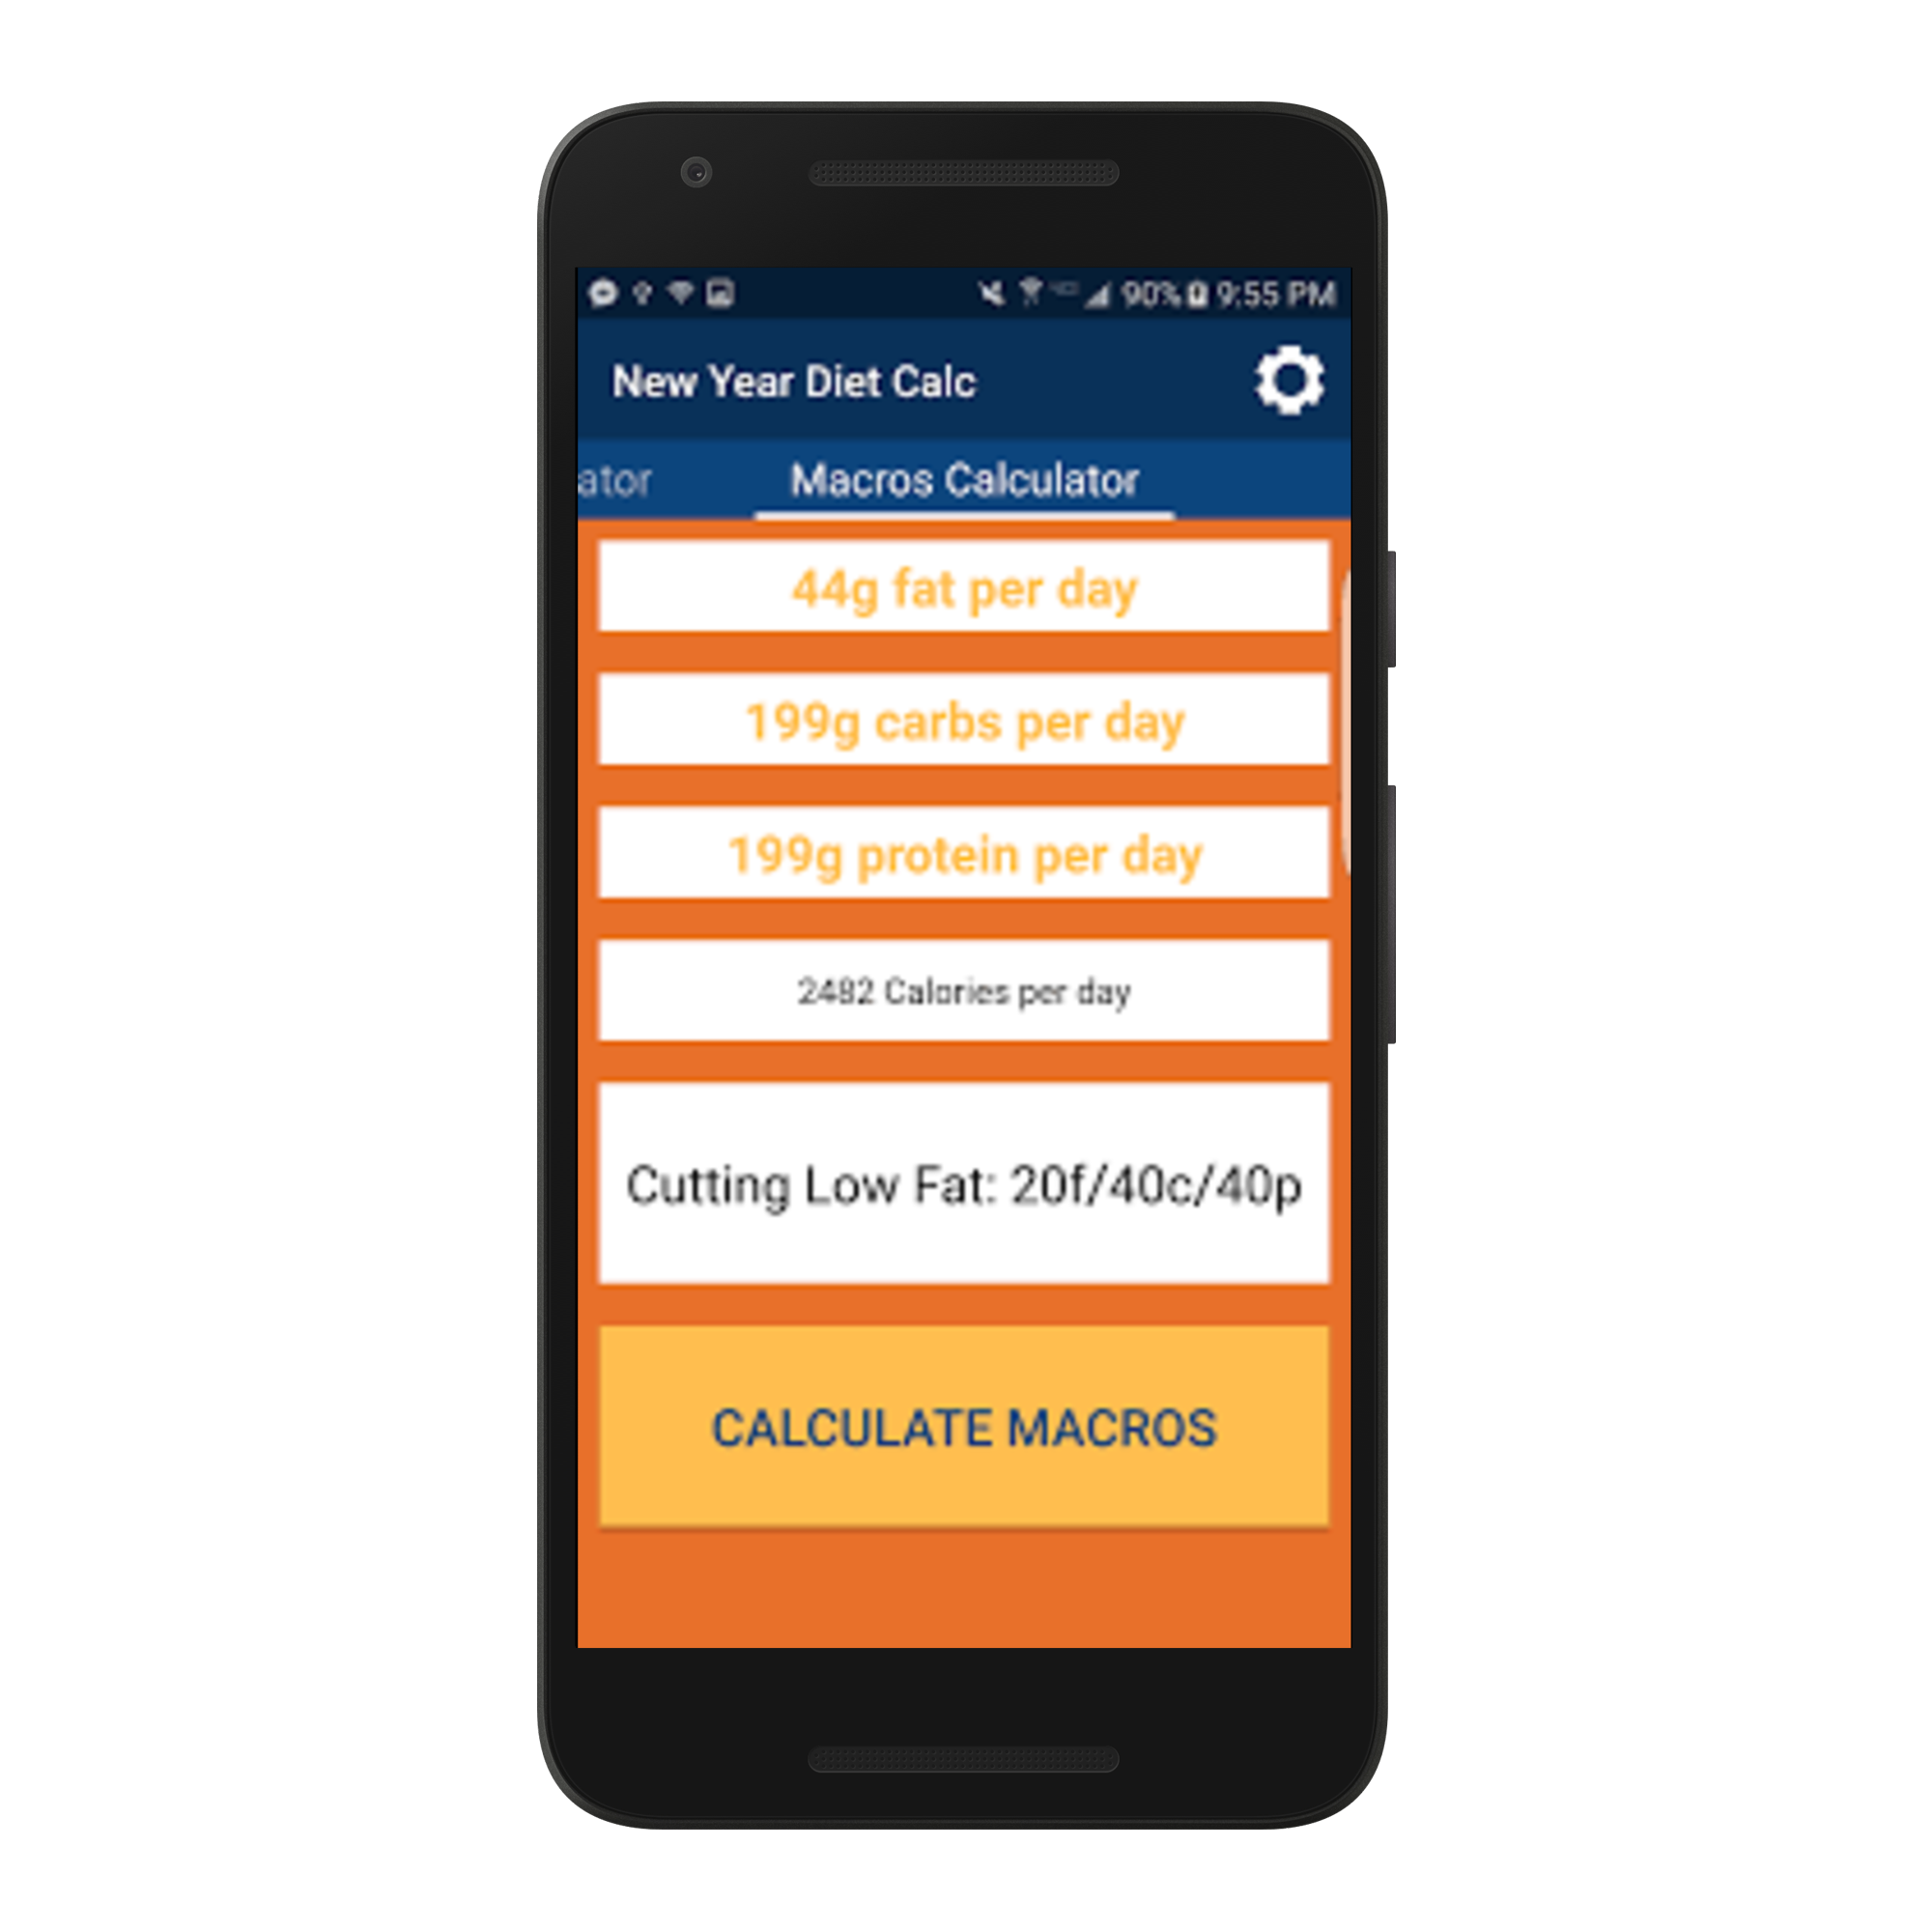 90% 9:55 PM
New Year Diet Calc
ator Macros Calculator
44g fat per day
199g carbs per day
199g protein per day
2482 Calories per day
Cutting Low Fat: 20f/40c/40p
CALCULATE MACROS